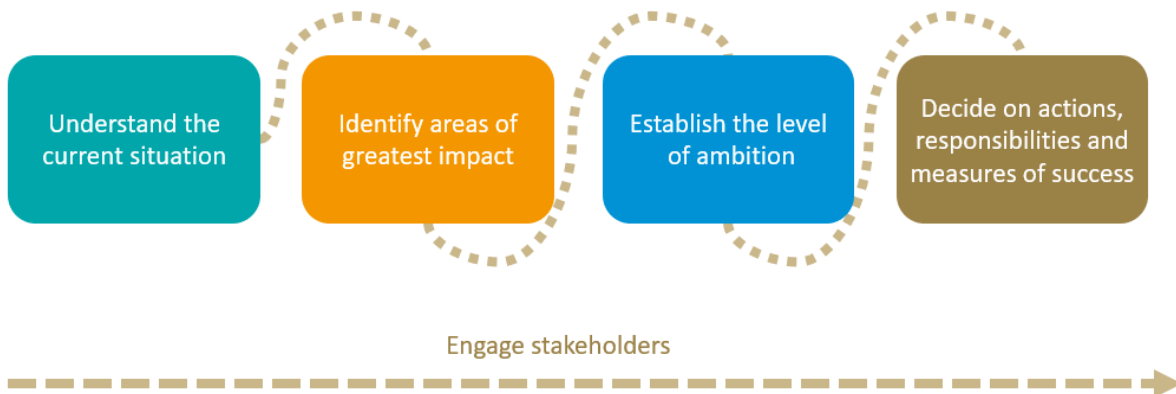 Understand the
current situation
Identify areas of
greatest impact
Establish the level
of ambition
Decide on actions,
responsibilities and
measures of success
Engage stakeholders